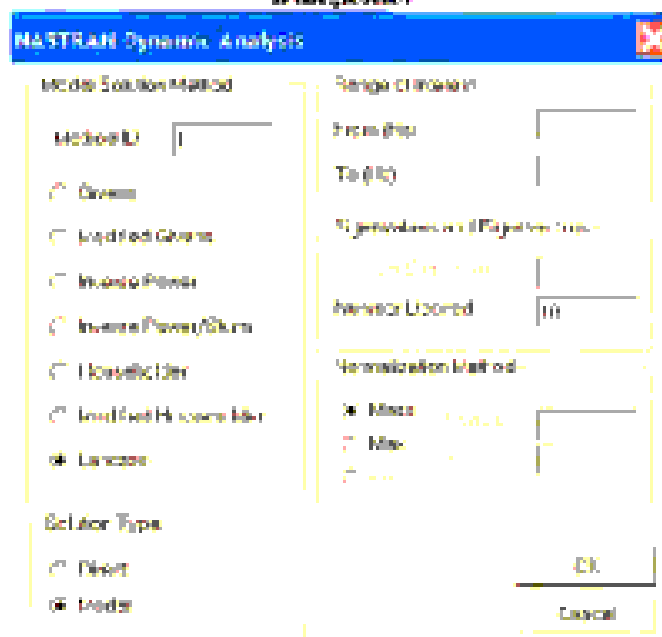 NASTRAN Dynamic Analysis
Modal Solution Method
Method ID 1
Givens
Modified Givens
Inverse Power
Inverse Power/Sturm
Householder
Modified Householder
Lanczos
Solution Type
Direct
Modal
Range of Interest
From (Hz)
To (Hz)
Eigenvalues and Eigenvectors
Number Desired 10
Normalization Method
Mass
Max
OK
Cancel